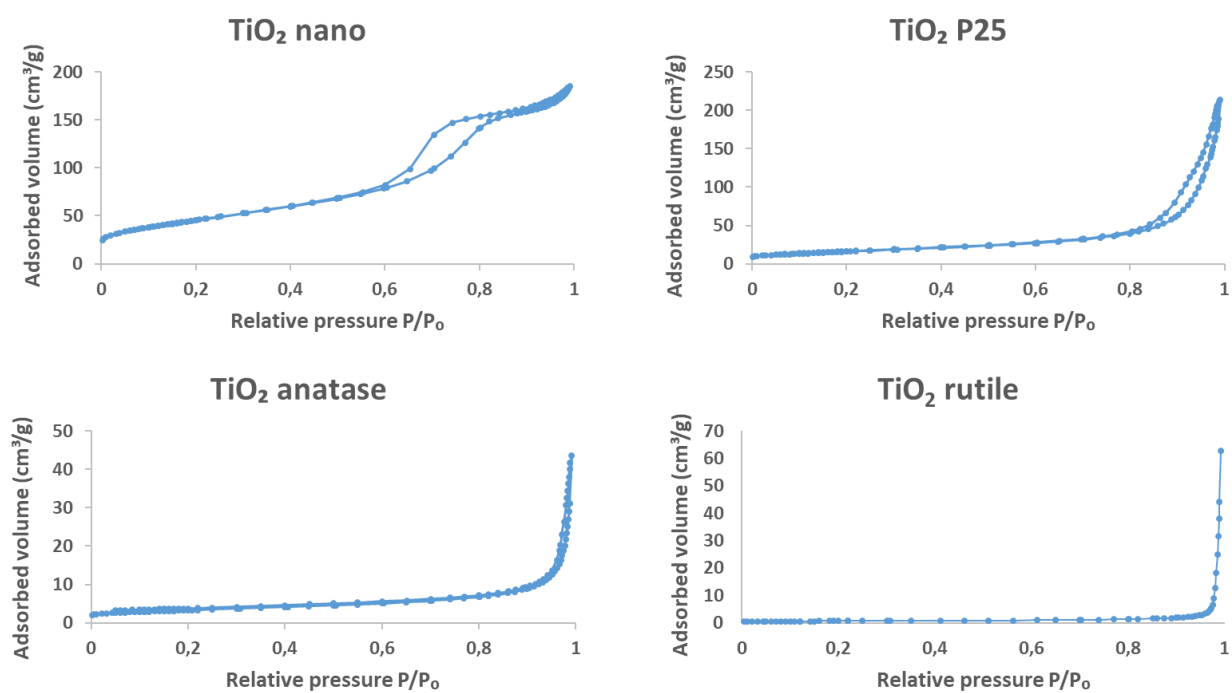 TiO₂ nano
Adsorbed volume (cm³/g)
200
150
100
50
0
0 0,2 0,4 0,6 0,8 1
Relative pressure P/P₀
TiO₂ P25
Adsorbed volume (cm³/g)
250
200
150
100
50
0
0 0,2 0,4 0,6 0,8 1
Relative pressure P/P₀
TiO₂ anatase
Adsorbed volume (cm³/g)
50
40
30
20
10
0
0 0,2 0,4 0,6 0,8 1
Relative pressure P/P₀
TiO₂ rutile
Adsorbed volume (cm³/g)
70
60
50
40
30
20
10
0
0 0,2 0,4 0,6 0,8 1
Relative pressure P/P₀